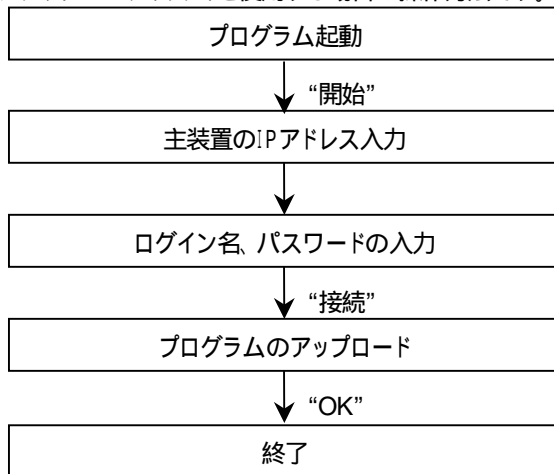 プログラム起動
“開始”
主装置のIPアドレス入力
ログイン名、パスワードの入力
“接続”
プログラムのアップロード
“OK”
終了